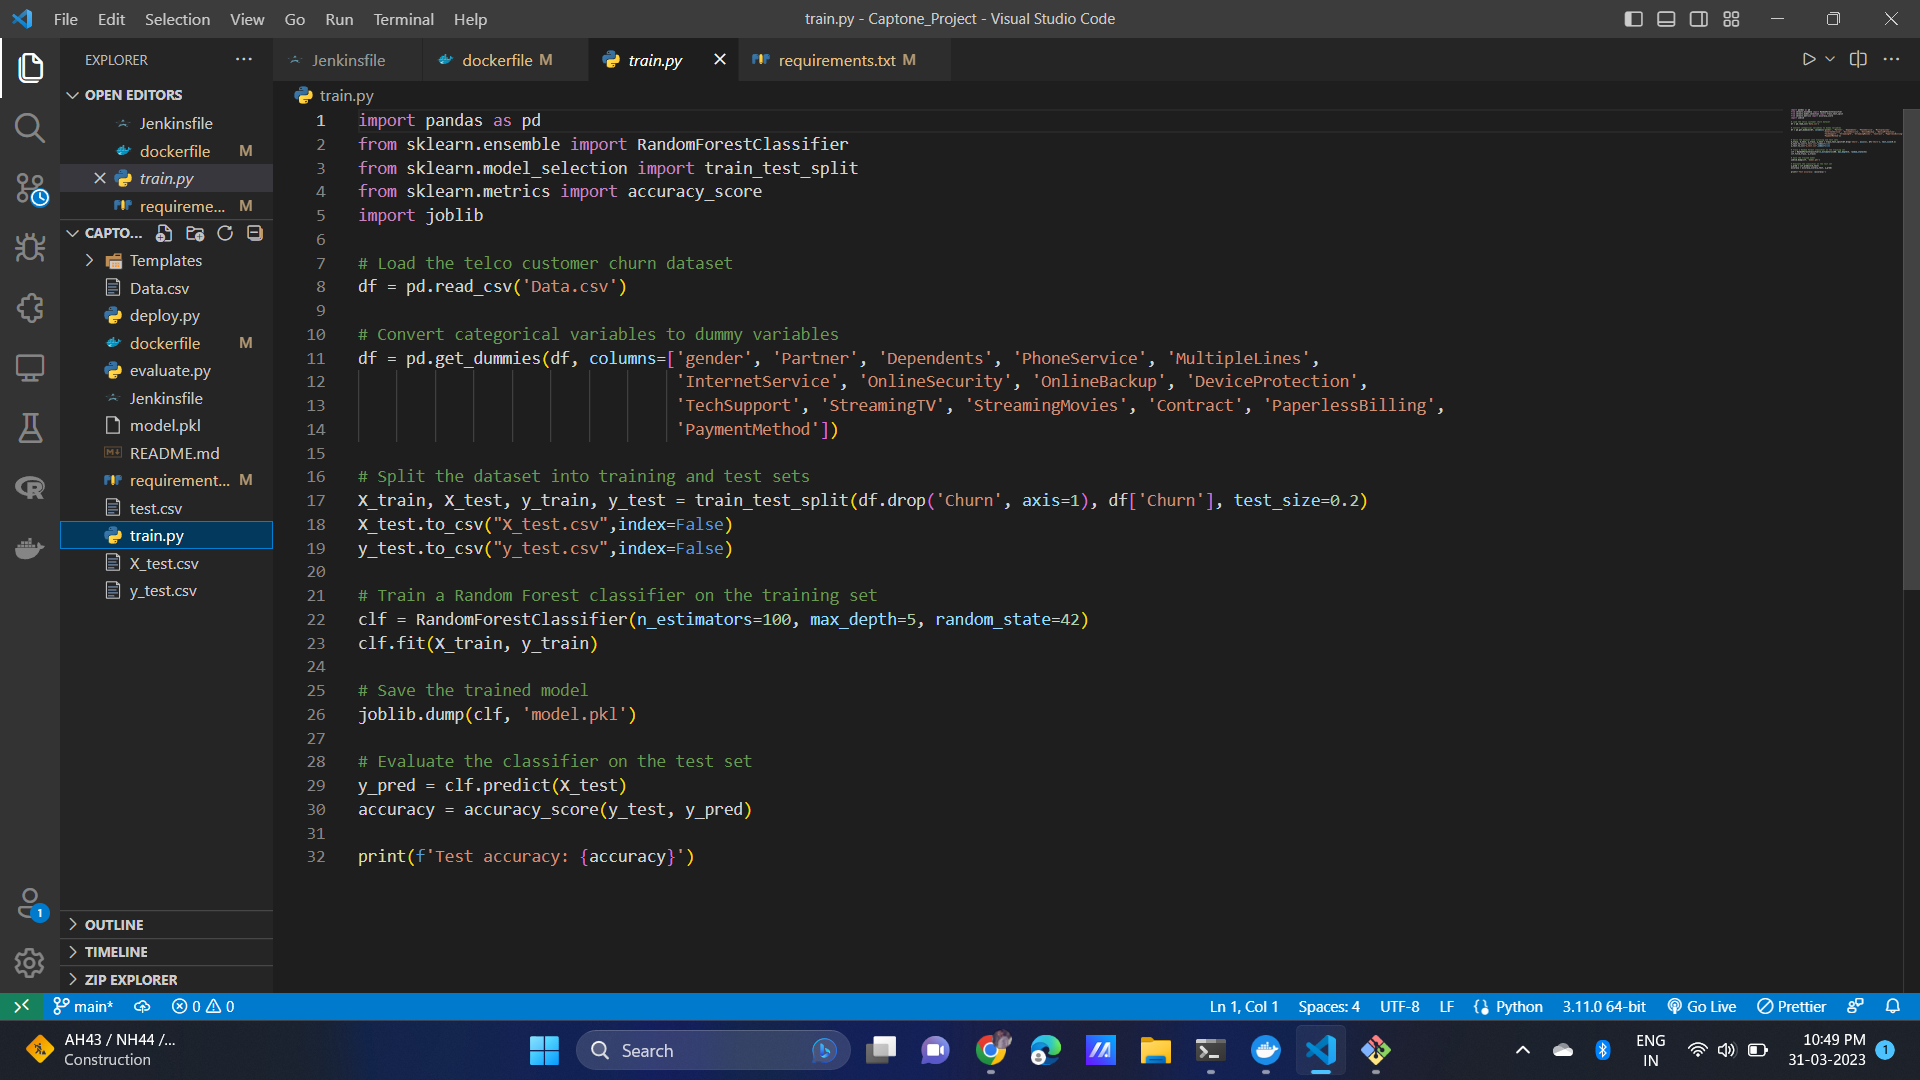 File Edit Selection View Go Run Terminal Help
train.py - Captone_Project - Visual Studio Code
EXPLORER
Jenkinsfile
dockerfile M
train.py
requirements.txt M
OPEN EDITORS
Jenkinsfile
dockerfile M
train.py
requireme... M
CAPTO...
Templates
Data.csv
deploy.py
dockerfile M
evaluate.py
Jenkinsfile
model.pkl
README.md
requirement... M
test.csv
train.py
X_test.csv
y_test.csv
OUTLINE
TIMELINE
ZIP EXPLORER
train.py
1 import pandas as pd
2 from sklearn.ensemble import RandomForestClassifier
3 from sklearn.model_selection import train_test_split
4 from sklearn.metrics import accuracy_score
5 import joblib
6
7 # Load the telco customer churn dataset
8 df = pd.read_csv('Data.csv')
9
10 # Convert categorical variables to dummy variables
11 df = pd.get_dummies(df, columns=['gender', 'Partner', 'Dependents', 'PhoneService', 'MultipleLines',
12 'InternetService', 'OnlineSecurity', 'OnlineBackup', 'DeviceProtection',
13 'TechSupport', 'StreamingTV', 'StreamingMovies', 'Contract', 'PaperlessBilling',
14 'PaymentMethod'])
15
16 # Split the dataset into training and test sets
17 X_train, X_test, y_train, y_test = train_test_split(df.drop('Churn', axis=1), df['Churn'], test_size=0.2)
18 X_test.to_csv("X_test.csv",index=False)
19 y_test.to_csv("y_test.csv",index=False)
20
21 # Train a Random Forest classifier on the training set
22 clf = RandomForestClassifier(n_estimators=100, max_depth=5, random_state=42)
23 clf.fit(X_train, y_train)
24
25 # Save the trained model
26 joblib.dump(clf, 'model.pkl')
27
28 # Evaluate the classifier on the test set
29 y_pred = clf.predict(X_test)
30 accuracy = accuracy_score(y_test, y_pred)
31
32 print(f'Test accuracy: {accuracy}')
1
main* 0 0
Ln 1, Col 1 Spaces: 4 UTF-8 LF Python 3.11.0 64-bit Go Live Prettier
AH43 / NH44 /...
Construction
Search
ENG
IN
10:49 PM
31-03-2023
1